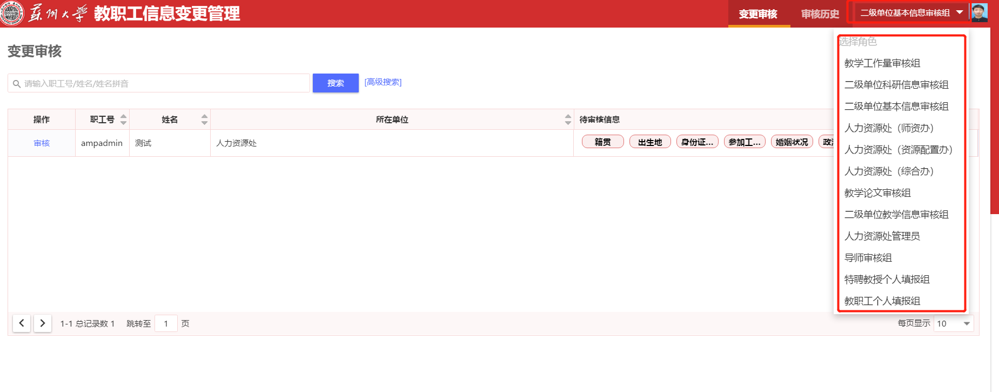 苏州大学 教职工信息变更管理
变更审核 审核历史 二级单位基本信息审核组
变更审核
请输入职工号/姓名/姓名拼音 搜索 [高级搜索]
操作 职工号 姓名 所在单位 待审核信息
审核 ampadmin 测试 人力资源处 籍贯 出生地 身份证... 参加工... 婚姻状况
选择角色
教学工作量审核组
二级单位科研信息审核组
二级单位基本信息审核组
人力资源处（师资办）
人力资源处（资源配置办）
人力资源处（综合办）
教学论文审核组
二级单位教学信息审核组
人力资源处管理员
导师审核组
特聘教授个人填报组
教职工个人填报组
1-1 总记录数 1 跳转至 1 页 每页显示 10